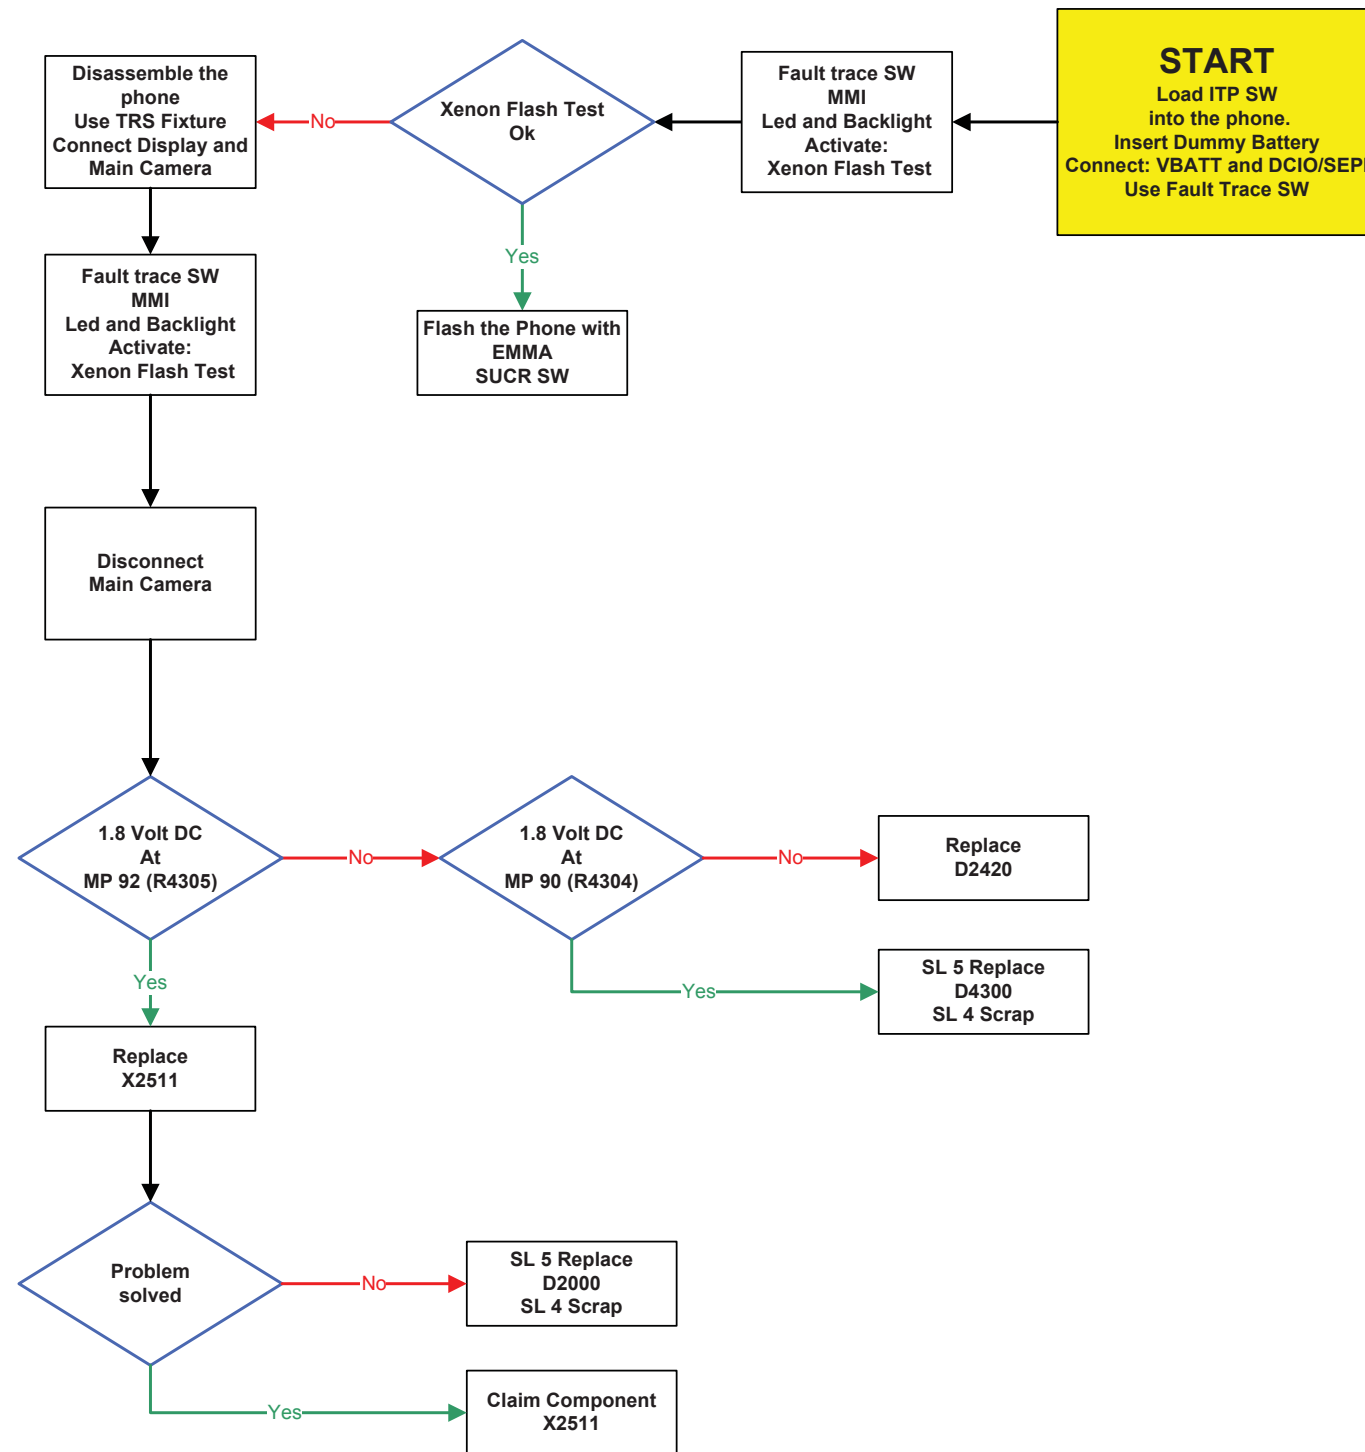 START
Load ITP SW
into the phone.
Insert Dummy Battery
Connect: VBATT and DCIO/SEPI
Use Fault Trace SW
Fault trace SW
MMI
Led and Backlight
Activate:
Xenon Flash Test
Xenon Flash Test
Ok
No
Yes
Flash the Phone with
EMMA
SUCR SW
Disassemble the
phone
Use TRS Fixture
Connect Display and
Main Camera
Fault trace SW
MMI
Led and Backlight
Activate:
Xenon Flash Test
Disconnect
Main Camera
1.8 Volt DC
At
MP 92 (R4305)
No
1.8 Volt DC
At
MP 90 (R4304)
No
Replace
D2420
Yes
SL 5 Replace
D4300
SL 4 Scrap
Yes
Replace
X2511
Problem
solved
No
SL 5 Replace
D2000
SL 4 Scrap
Yes
Claim Component
X2511